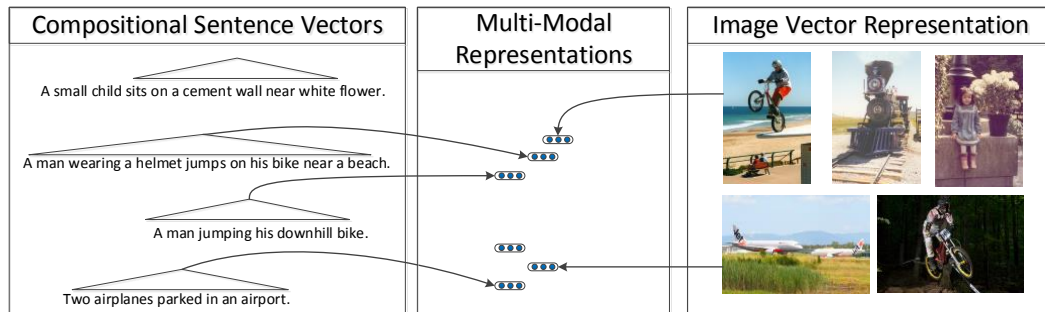 Compositional Sentence Vectors
A small child sits on a cement wall near white flower.
A man wearing a helmet jumps on his bike near a beach.
A man jumping his downhill bike.
Two airplanes parked in an airport.
Multi-Modal
Representations
Image Vector Representation